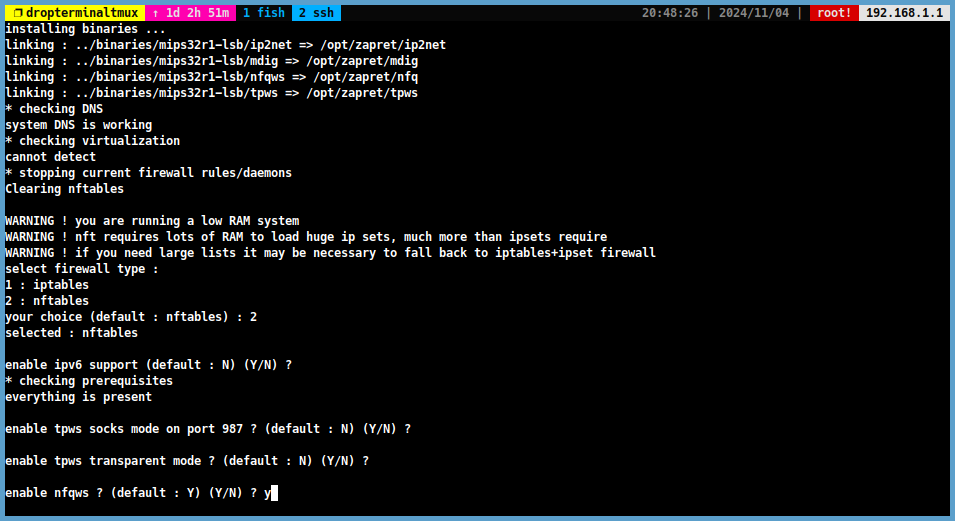 dropterm1naltmux ↑ 1d 2h 51m 1 fish 2 ssh 20:48:26 | 2024/11/04 | root! 192.168.1.1
installing binaries ...
linking : ../binaries/mips32r1-lsb/ip2net => /opt/zapret/ip2net
linking : ../binaries/mips32r1-lsb/mdig => /opt/zapret/mdig
linking : ../binaries/mips32r1-lsb/nfqws => /opt/zapret/nfq
linking : ../binaries/mips32r1-lsb/tpws => /opt/zapret/tpws
* checking DNS
system DNS is working
* checking virtualization
cannot detect
* stopping current firewall rules/daemons
Clearing nftables
WARNING ! you are running a low RAM system
WARNING ! nft requires lots of RAM to load huge ip sets, much more than ipsets require
WARNING ! if you need large lists it may be necessary to fall back to iptables+ipset firewall
select firewall type :
1 : iptables
2 : nftables
your choice (default : nftables) : 2
selected : nftables
enable ipv6 support (default : N) (Y/N) ?
* checking prerequisites
everything is present
enable tpws socks mode on port 987 ? (default : N) (Y/N) ?
enable tpws transparent mode ? (default : N) (Y/N) ?
enable nfqws ? (default : Y) (Y/N) ? y